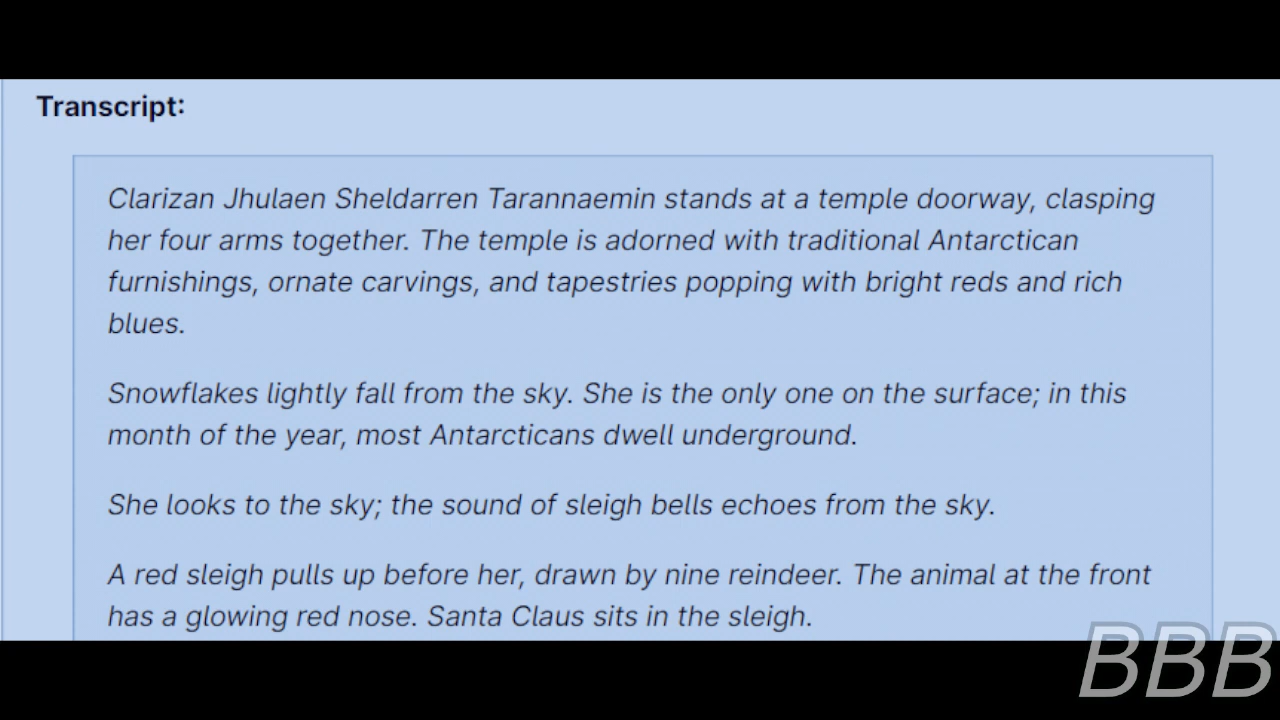 Transcript:
Clarizan Jhulaen Sheldarren Tarannaemin stands at a temple doorway, clasping
her four arms together. The temple is adorned with traditional Antarctican
furnishings, ornate carvings, and tapestries popping with bright reds and rich
blues.
Snowflakes lightly fall from the sky. She is the only one on the surface; in this
month of the year, most Antarcticans dwell underground.
She looks to the sky; the sound of sleigh bells echoes from the sky.
A red sleigh pulls up before her, drawn by nine reindeer. The animal at the front
has a glowing red nose. Santa Claus sits in the sleigh.
BBB